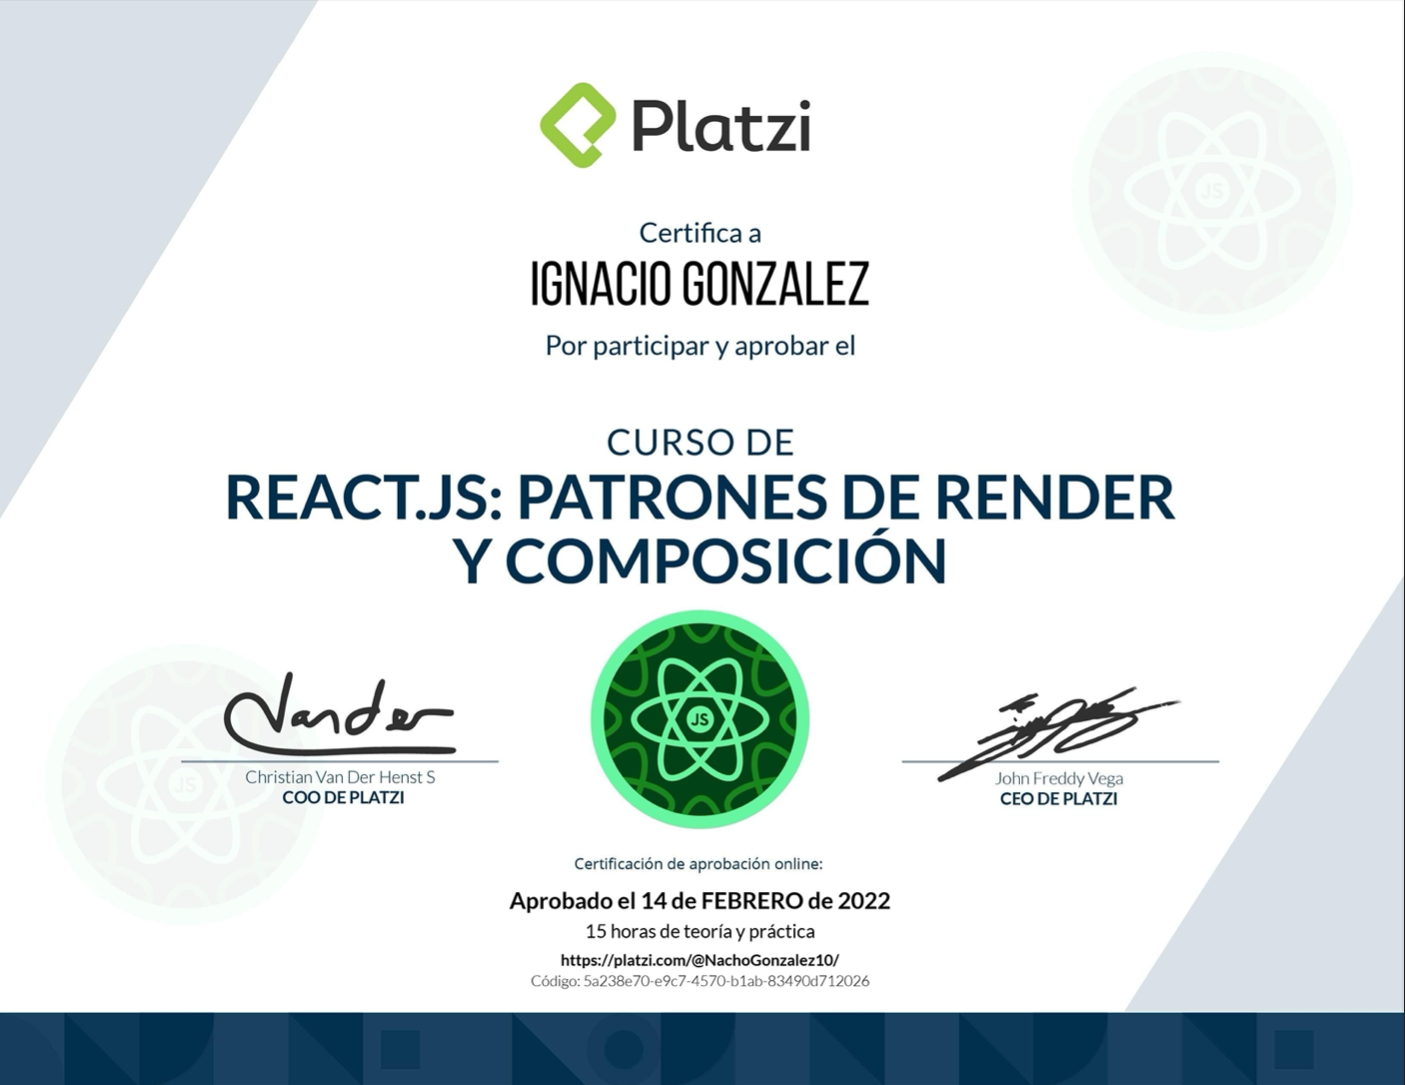 Platzi
Certifica a
IGNACIO GONZALEZ
Por participar y aprobar el
CURSO DE
REACT.JS: PATRONES DE RENDER
Y COMPOSICIÓN
JS
JS
JS
Vander
Christian Van Der Henst S
COO DE PLATZI
John Freddy Vega
CEO DE PLATZI
Certificación de aprobación online:
Aprobado el 14 de FEBRERO de 2022
15 horas de teoría y práctica
https://platzi.com/@NachoGonzalez10/
Código: 5a238e70-e9c7-4570-b1ab-83490d712026